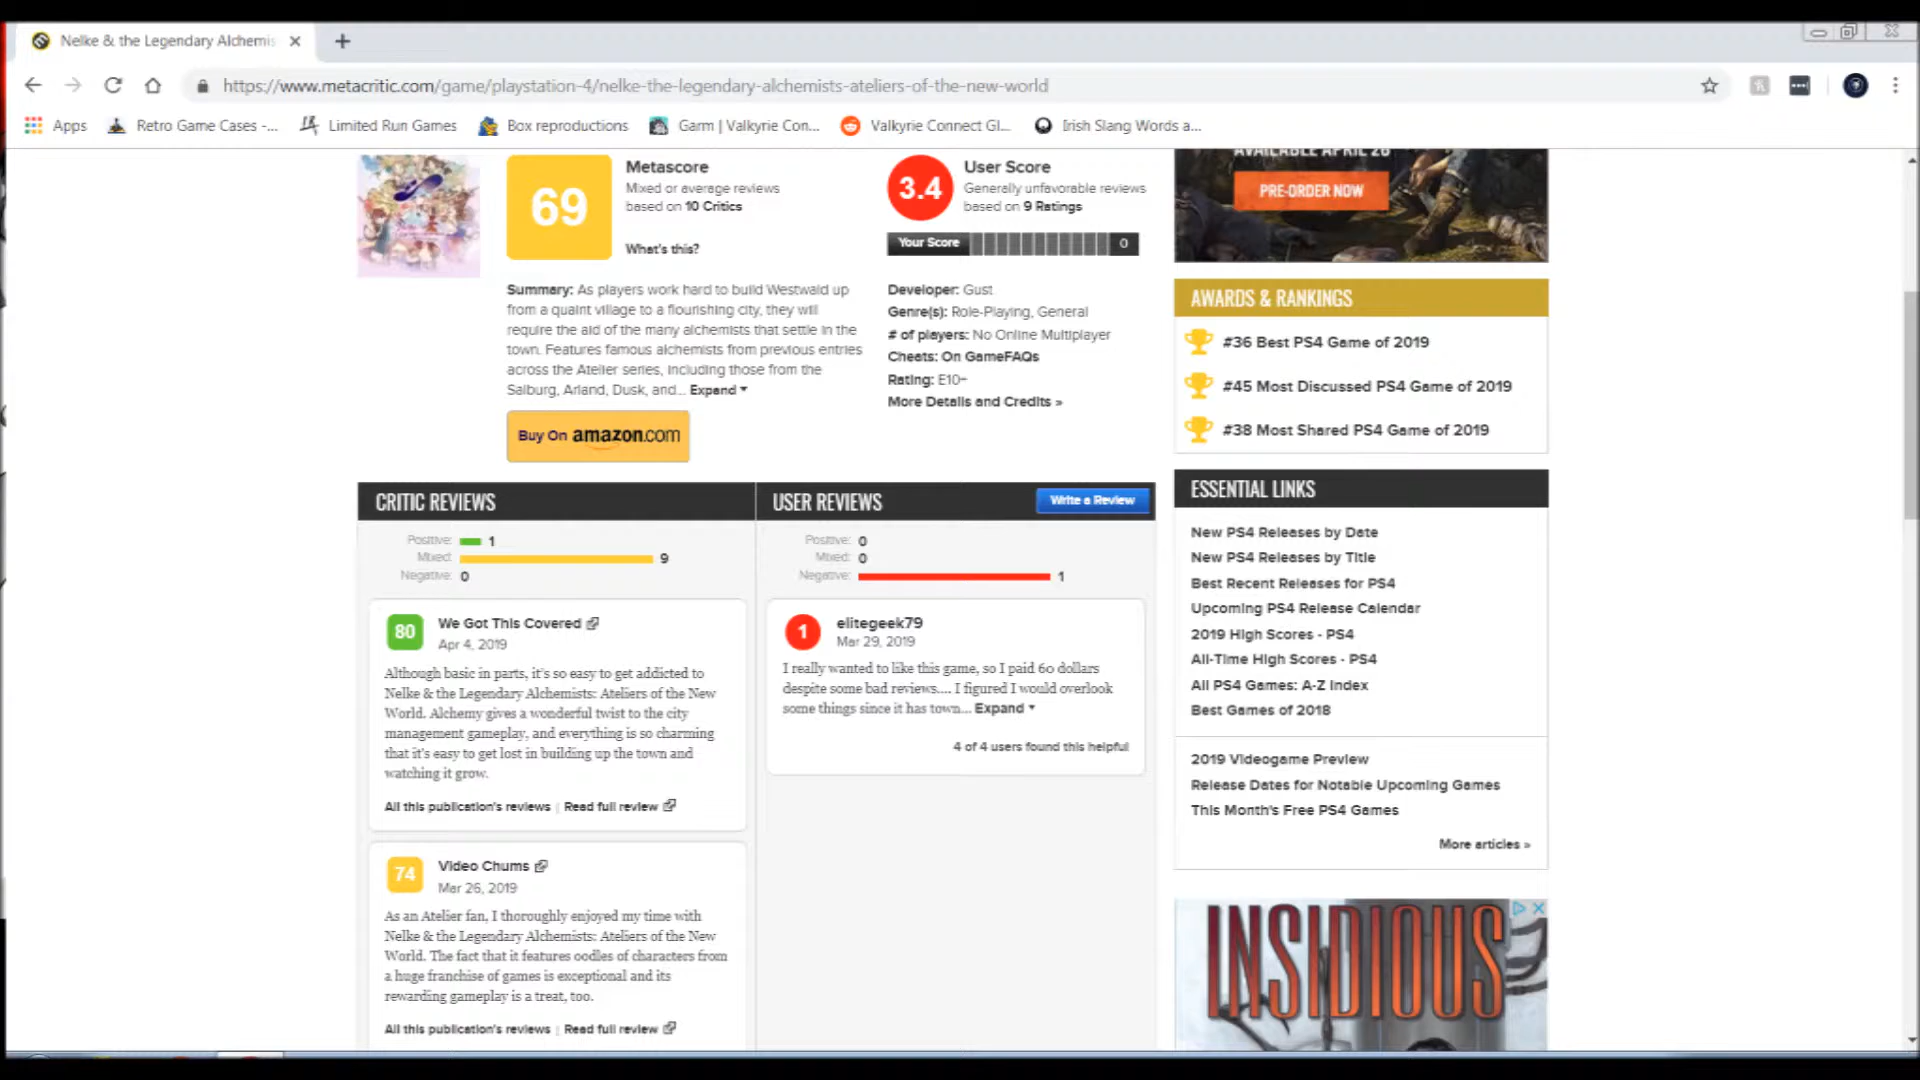 Nelke & the Legendary Alchemis
https://www.metacritic.com/game/playstation-4/nelke-the-legendary-alchemists-ateliers-of-the-new-world
Apps
Retro Game Cases -...
Limited Run Games
Box reproductions
Garm | Valkyrie Con...
Valkyrie Connect Gl...
Irish Slang Words a...
69
Metascore
Mixed or average reviews
based on 10 Critics
What's this?
3.4
User Score
Generally unfavorable reviews
based on 9 Ratings
Your Score
0
Summary: As players work hard to build Westwald up
from a quaint village to a flourishing city, they will
require the aid of the many alchemists that settle in the
town. Features famous alchemists from previous entries
across the Atelier series, including those from the
Salburg, Arland, Dusk, and... Expand
Buy On amazon.com
Developer: Gust
Genre(s): Role-Playing, General
# of players: No Online Multiplayer
Cheats: On GameFAQs
Rating: E10+
More Details and Credits »
CRITIC REVIEWS
Positive: 1
Mixed: 9
Negative: 0
80
We Got This Covered
Apr 4, 2019
Although basic in parts, it's so easy to get addicted to
Nelke & the Legendary Alchemists: Ateliers of the New
World. Alchemy gives a wonderful twist to the city
management gameplay, and everything is so charming
that it's easy to get lost in building up the town and
watching it grow.
All this publication's reviews | Read full review
74
Video Chums
Mar 26, 2019
As an Atelier fan, I thoroughly enjoyed my time with
Nelke & the Legendary Alchemists: Ateliers of the New
World. The fact that it features oodles of characters from
a huge franchise of games is exceptional and its
rewarding gameplay is a treat, too.
All this publication's reviews | Read full review
USER REVIEWS
Write a Review
Positive: 0
Mixed: 0
Negative: 1
1
elitegeek79
Mar 29, 2019
I really wanted to like this game, so I paid 60 dollars
despite some bad reviews.... I figured I would overlook
some things since it has town... Expand
4 of 4 users found this helpful
AVAILABLE APRIL 26
PRE-ORDER NOW
AWARDS & RANKINGS
#36 Best PS4 Game of 2019
#45 Most Discussed PS4 Game of 2019
#38 Most Shared PS4 Game of 2019
ESSENTIAL LINKS
New PS4 Releases by Date
New PS4 Releases by Title
Best Recent Releases for PS4
Upcoming PS4 Release Calendar
2019 High Scores - PS4
All-Time High Scores - PS4
All PS4 Games: A-Z Index
Best Games of 2018
2019 Videogame Preview
Release Dates for Notable Upcoming Games
This Month's Free PS4 Games
More articles »
INSIDIOUS